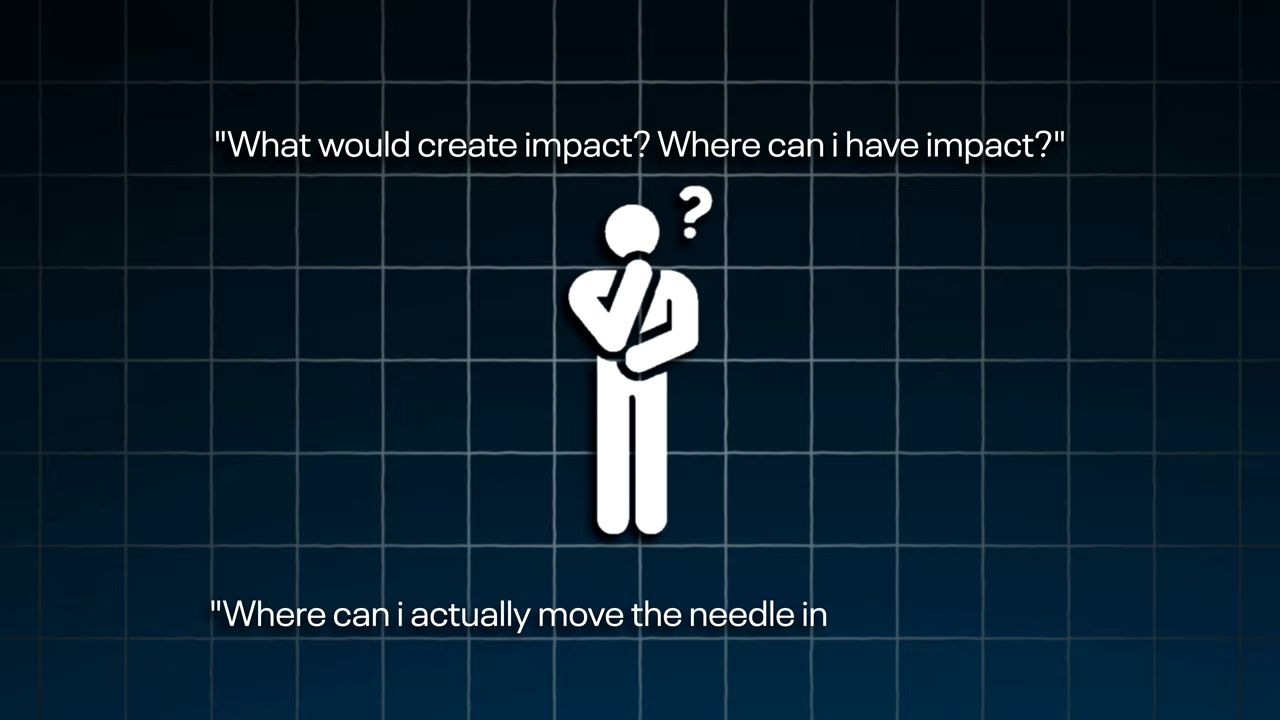 "What would create impact? Where can i have impact?"
?
"Where can i actually move the needle in